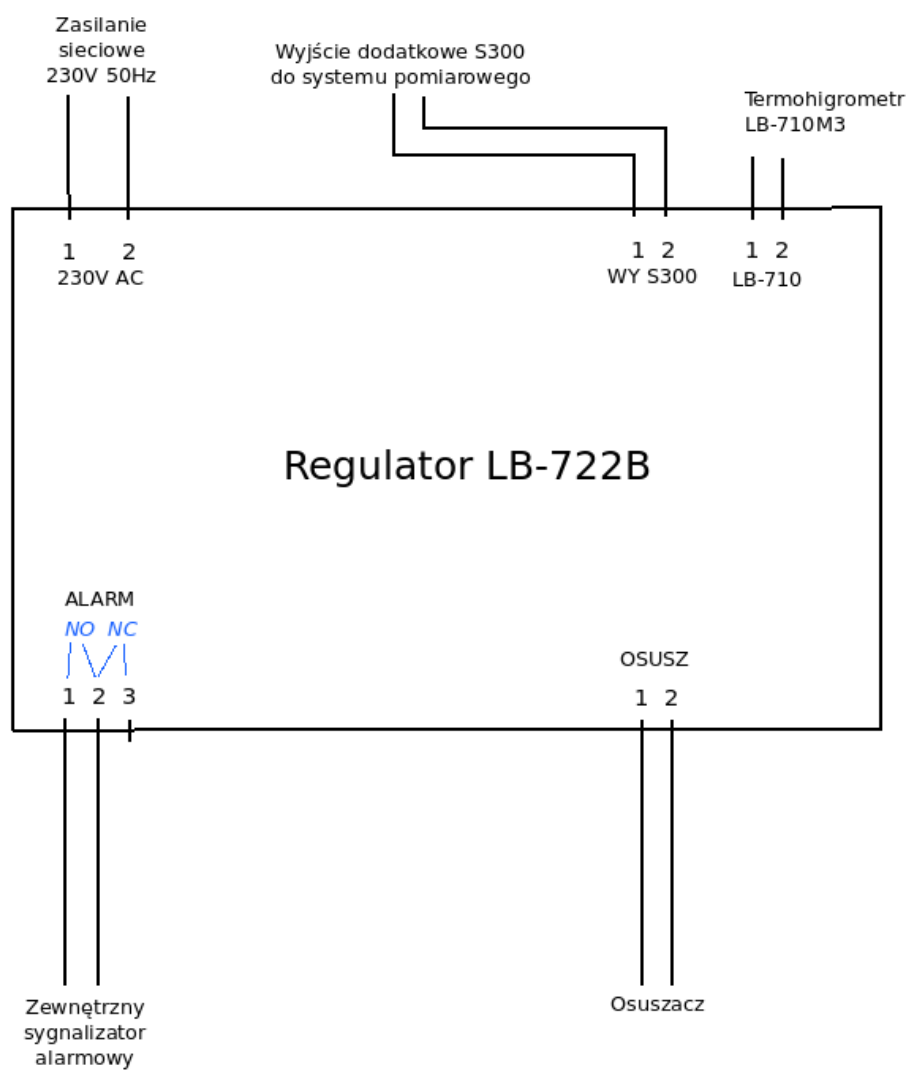 Zasilanie
sieciowe
230V 50Hz
Wyjście dodatkowe S300
do systemu pomiarowego
Termohigrometr
LB-710M3
1 2
230V AC
1 2
WY S300
1 2
LB-710
Regulator LB-722B
ALARM
NO NC
1 2 3
OSUSZ
1 2
Zewnętrzny
sygnalizator
alarmowy
Osuszacz